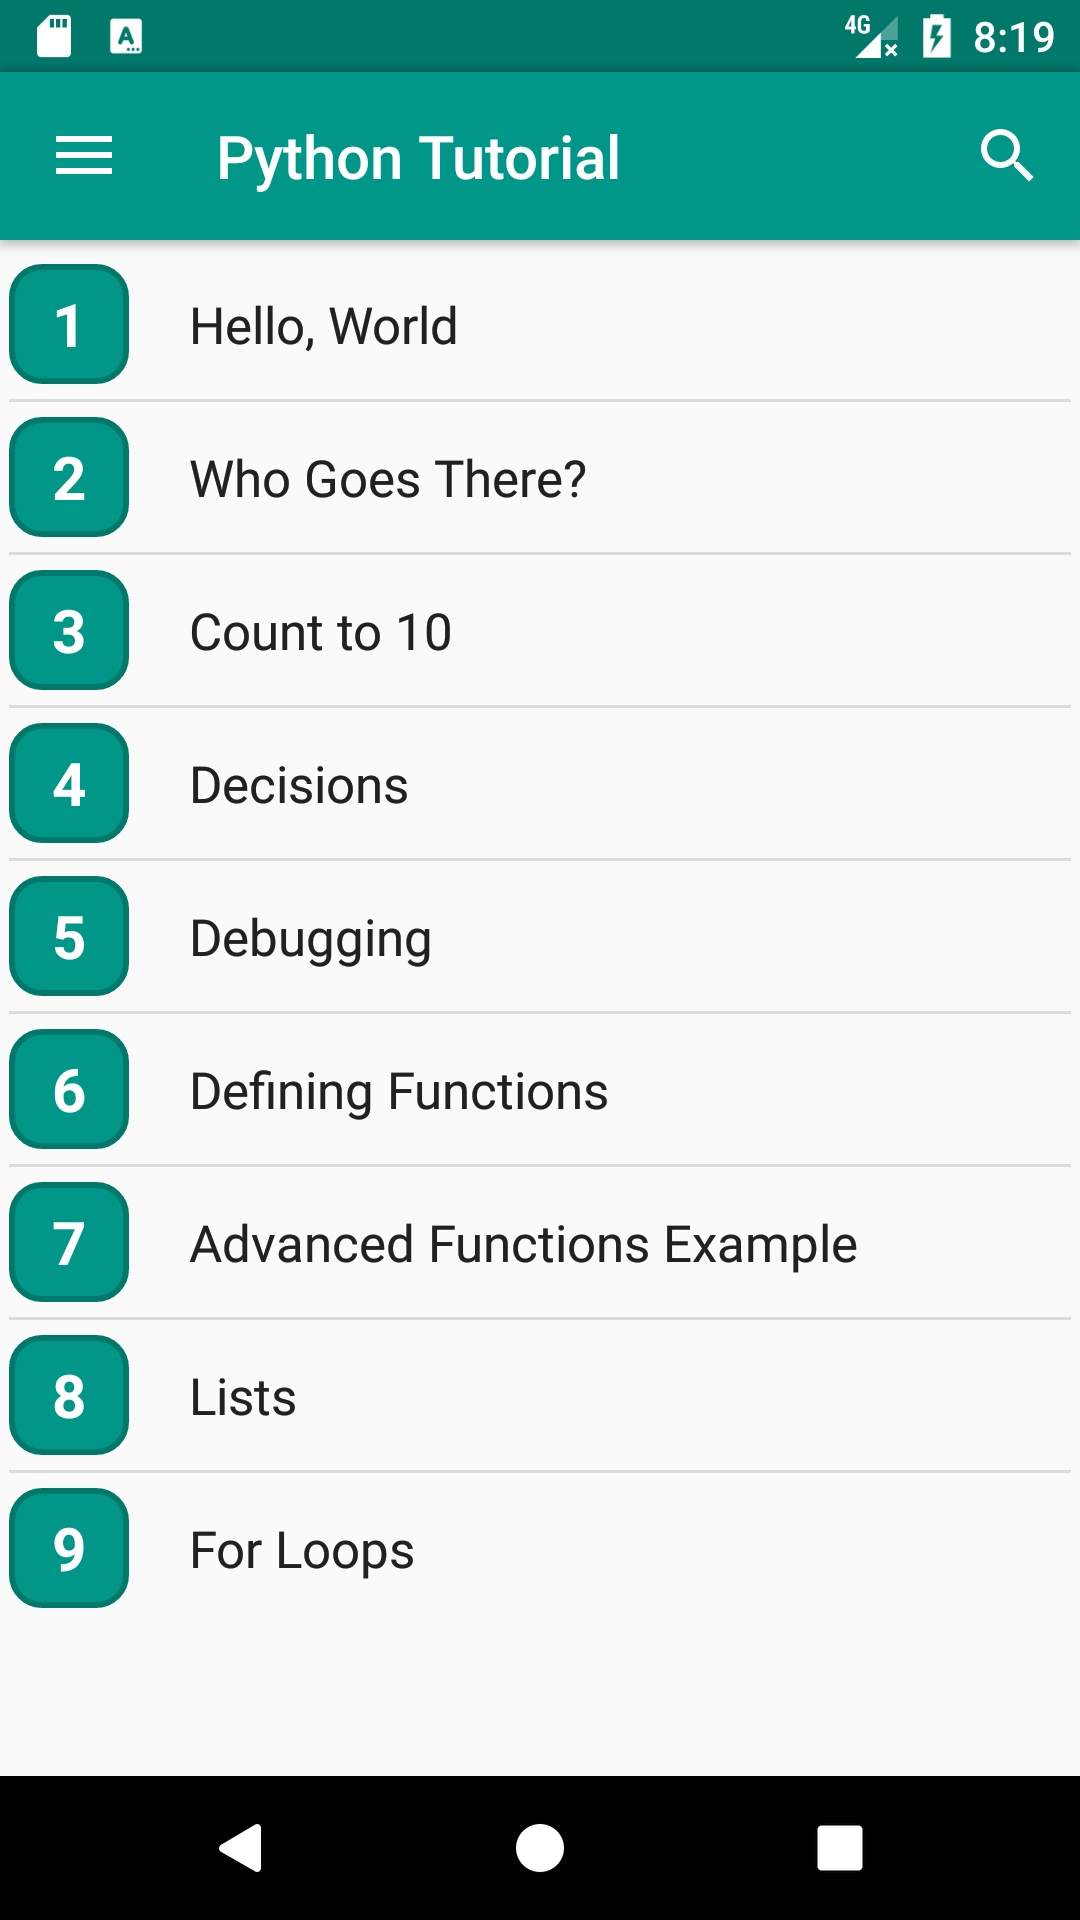 4G 8:19
Python Tutorial
1 Hello, World
2 Who Goes There?
3 Count to 10
4 Decisions
5 Debugging
6 Defining Functions
7 Advanced Functions Example
8 Lists
9 For Loops